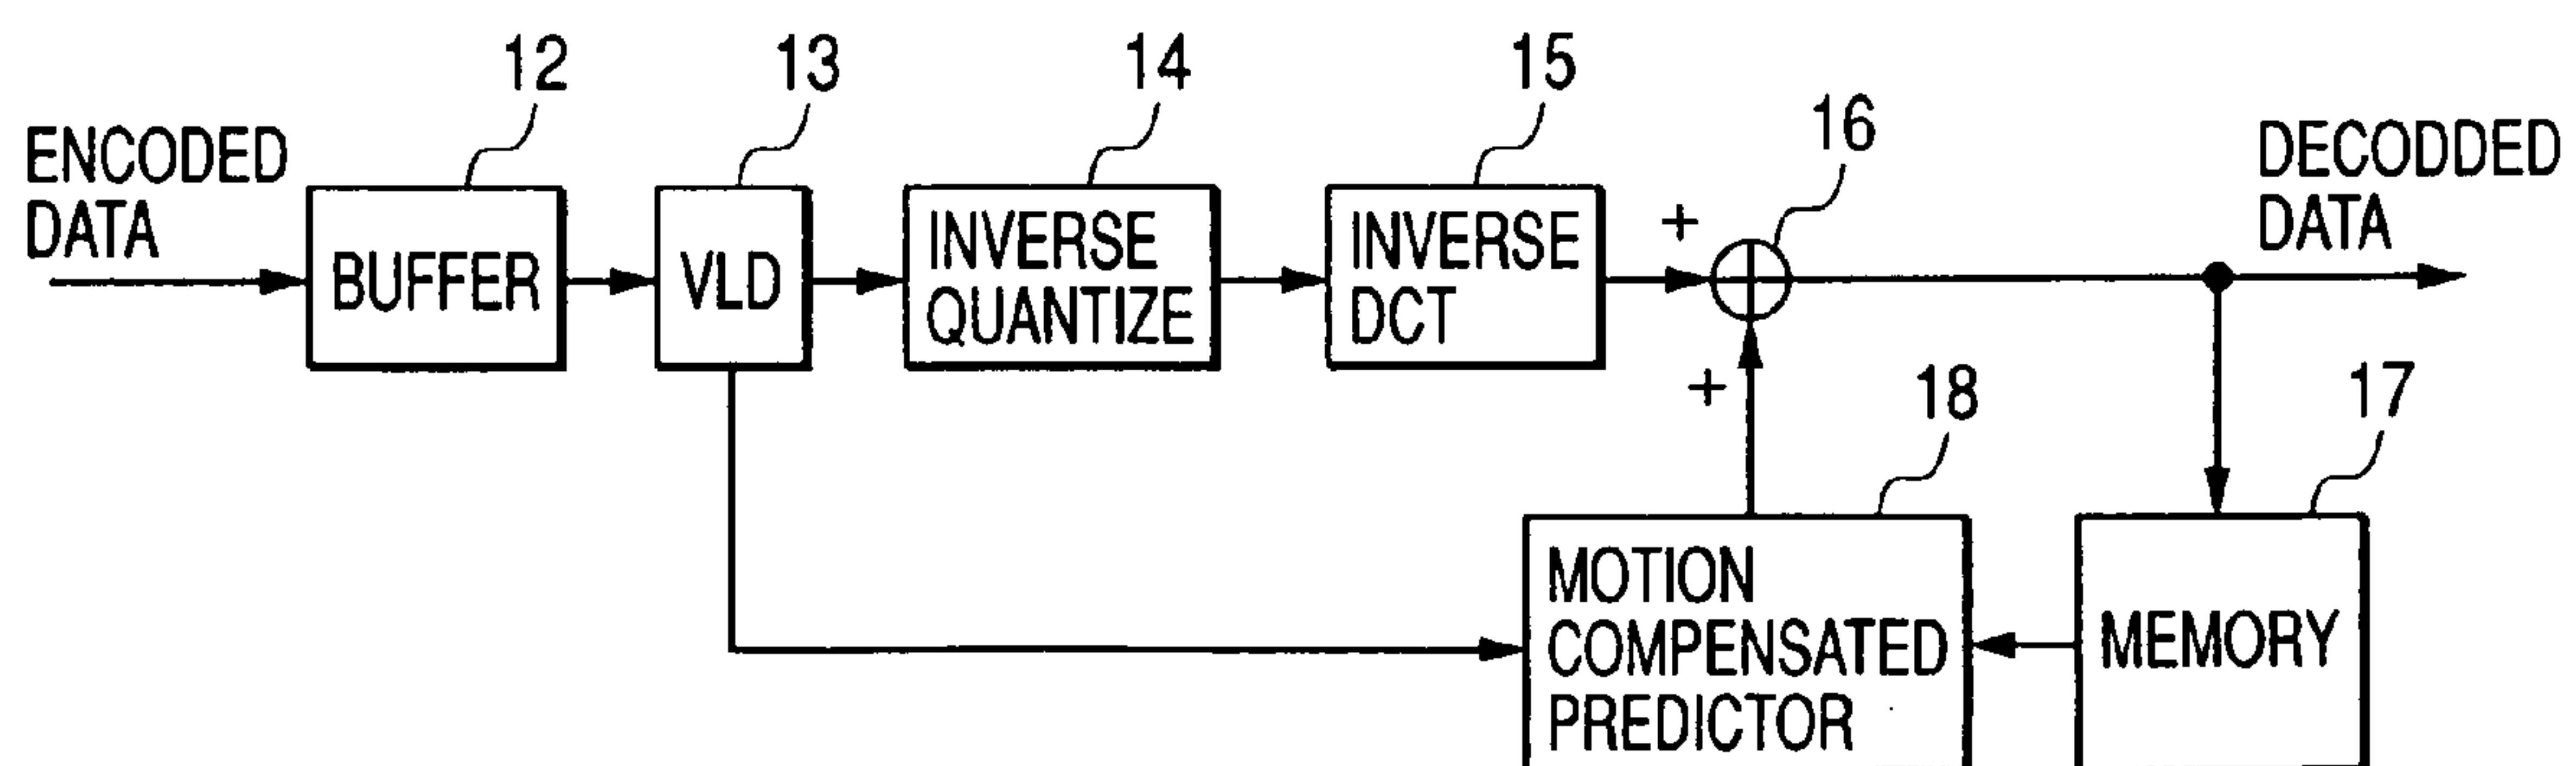 12
13
14
15
16
ENCODED
DATA
DECODDED
DATA
BUFFER
VLD
INVERSE
QUANTIZE
INVERSE
DCT
+
+
18
17
MOTION
COMPENSATED
PREDICTOR
MEMORY